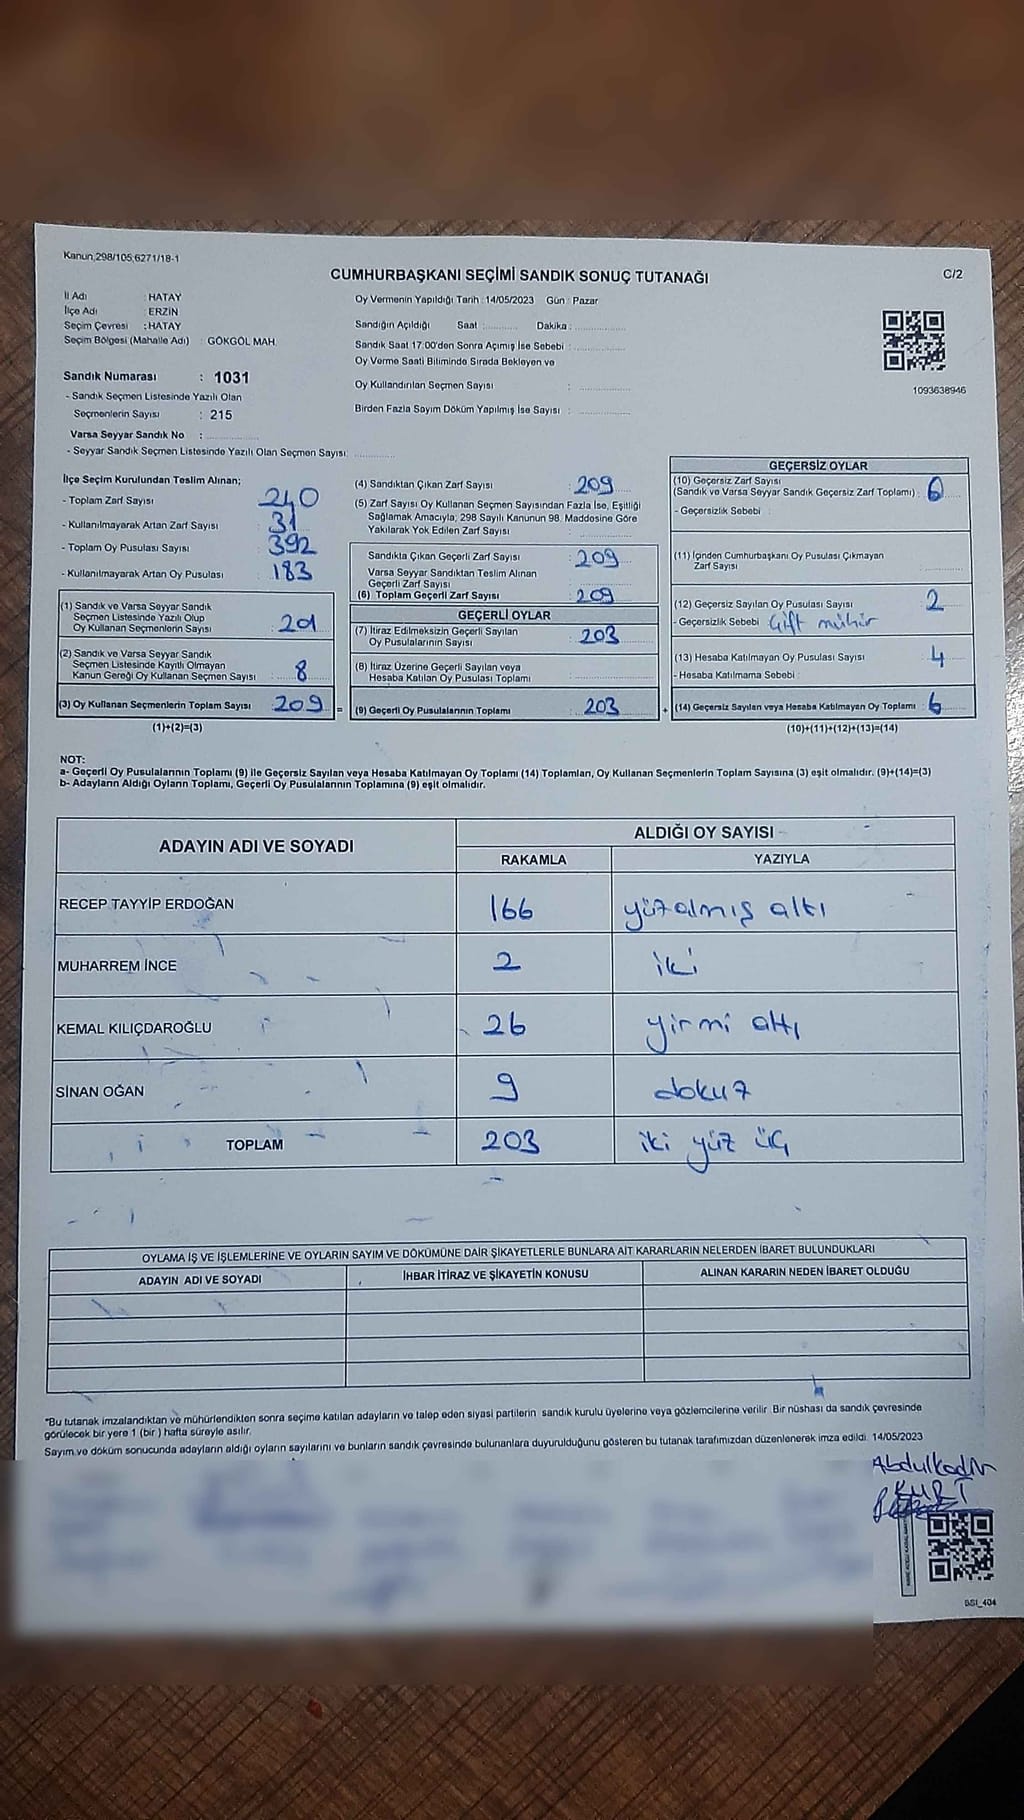 Kanun,298/105;6271/18-1
CUMHURBAŞKANI SEÇİMİ SANDIK SONUÇ TUTANAĞI
C/2
İl Adı : HATAY
İlçe Adı : ERZİN
Seçim Çevresi : HATAY
Seçim Bölgesi (Mahalle Adı) : GÖKGÖL MAH.
Oy Vermenin Yapıldığı Tarih :14/05/2023 Gün : Pazar
Sandığın Açıldığı Saat : Dakika :
Sandık Saat 17:00'den Sonra Açımış İse Sebebi :
Oy Verme Saati Bitiminde Sırada Bekleyen ve
Oy Kullandırılan Seçmen Sayısı :
Birden Fazla Sayım Döküm Yapılmış İse Sayısı :
1093638946
Sandık Numarası : 1031
- Sandık Seçmen Listesinde Yazılı Olan
Seçmenlerin Sayısı : 215
Varsa Seyyar Sandık No :
- Seyyar Sandık Seçmen Listesinde Yazılı Olan Seçmen Sayısı:
İlçe Seçim Kurulundan Teslim Alınan;
- Toplam Zarf Sayısı : 240
- Kullanılmayarak Artan Zarf Sayısı : 31
- Toplam Oy Pusulası Sayısı : 392
- Kullanılmayarak Artan Oy Pusulası : 183
(1) Sandık ve Varsa Seyyar Sandık
Seçmen Listesinde Yazılı Olup
Oy Kullanan Seçmenlerin Sayısı : 201
(2) Sandık ve Varsa Seyyar Sandık
Seçmen Listesinde Kayıtlı Olmayan
Kanun Gereği Oy Kullanan Seçmen Sayısı : 8
(3) Oy Kullanan Seçmenlerin Toplam Sayısı : 209 =
(1)+(2)=(3)
(4) Sandıktan Çıkan Zarf Sayısı : 209
(5) Zarf Sayısı Oy Kullanan Seçmen Sayısından Fazla İse, Eşitliği
Sağlamak Amacıyla; 298 Sayılı Kanunun 98. Maddesine Göre
Yakılarak Yok Edilen Zarf Sayısı :
Sandıkta Çıkan Geçerli Zarf Sayısı : 209
Varsa Seyyar Sandıktan Teslim Alınan
Geçerli Zarf Sayısı :
(6) Toplam Geçerli Zarf Sayısı : 209
GEÇERLİ OYLAR
(7) İtiraz Edilmeksizin Geçerli Sayılan
Oy Pusulalarının Sayısı : 203
(8) İtiraz Üzerine Geçerli Sayılan veya
Hesaba Katılan Oy Pusulası Toplamı :
(9) Geçerli Oy Pusulalarının Toplamı : 203 +
GEÇERSİZ OYLAR
(10) Geçersiz Zarf Sayısı
(Sandık ve Varsa Seyyar Sandık Geçersiz Zarf Toplamı) :
- Geçersizlik Sebebi :
(11) İçinden Cumhurbaşkanı Oy Pusulası Çıkmayan
Zarf Sayısı
(12) Geçersiz Sayılan Oy Pusulası Sayısı : 2
- Geçersizlik Sebebi : Çift mühür
(13) Hesaba Katılmayan Oy Pusulası Sayısı : 4
- Hesaba Katılmama Sebebi :
(14) Geçersiz Sayılan veya Hesaba Katılmayan Oy Toplamı : 6
(10)+(11)+(12)+(13)=(14)
NOT:
a- Geçerli Oy Pusulalarının Toplamı (9) ile Geçersiz Sayılan veya Hesaba Katılmayan Oy Toplamı (14) Toplamları, Oy Kullanan Seçmenlerin Toplam Sayısına (3) eşit olmalıdır. (9)+(14)=(3)
b- Adayların Aldığı Oyların Toplamı, Geçerli Oy Pusulalarının Toplamına (9) eşit olmalıdır.
ADAYIN ADI VE SOYADI
ALDIĞI OY SAYISI
RAKAMLA YAZIYLA
RECEP TAYYİP ERDOĞAN 166 yüzalmış altı
MUHARREM İNCE 2 iki
KEMAL KILIÇDAROĞLU 26 yirmi altı
SİNAN OĞAN 9 dokuz
TOPLAM 203 iki yüz üç
OYLAMA İŞ VE İŞLEMLERİNE VE OYLARIN SAYIM VE DÖKÜMÜNE DAİR ŞİKAYETLERLE BUNLARA AİT KARARLARIN NELERDEN İBARET BULUNDUKLARI
ADAYIN ADI VE SOYADI İHBAR İTİRAZ VE ŞİKAYETİN KONUSU ALINAN KARARIN NEDEN İBARET OLDUĞU
*Bu tutanak imzalandıktan ve mühürlendikten sonra seçime katılan adayların ve talep eden siyasi partilerin sandık kurulu üyelerine veya gözlemcilerine verilir. Bir nüshası da sandık çevresinde
görülecek bir yere 1 (bir) hafta süreyle asılır.
Sayım ve döküm sonucunda adayların aldığı oyların sayılarını ve bunların sandık çevresinde bulunanlara duyurulduğunu gösteren bu tutanak tarafımızdan düzenlenerek imza edildi. 14/05/2023
Abdulkadir
KURT
BSI_404